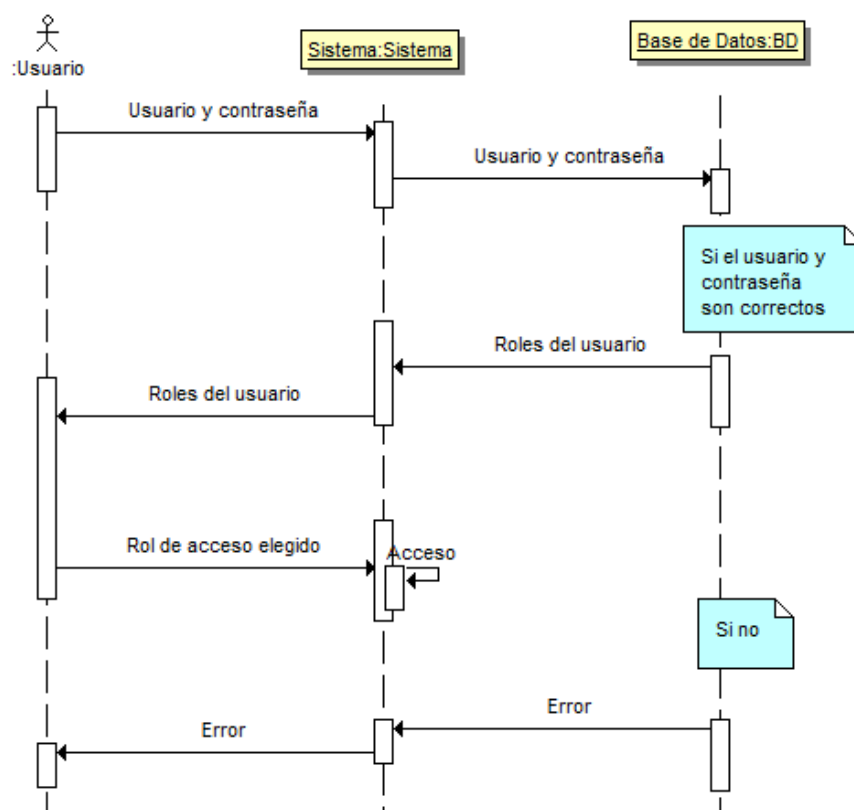 :Usuario
Sistema:Sistema
Base de Datos:BD
Usuario y contraseña
Usuario y contraseña
Si el usuario y
contraseña
son correctos
Roles del usuario
Roles del usuario
Rol de acceso elegido
Acceso
Si no
Error
Error